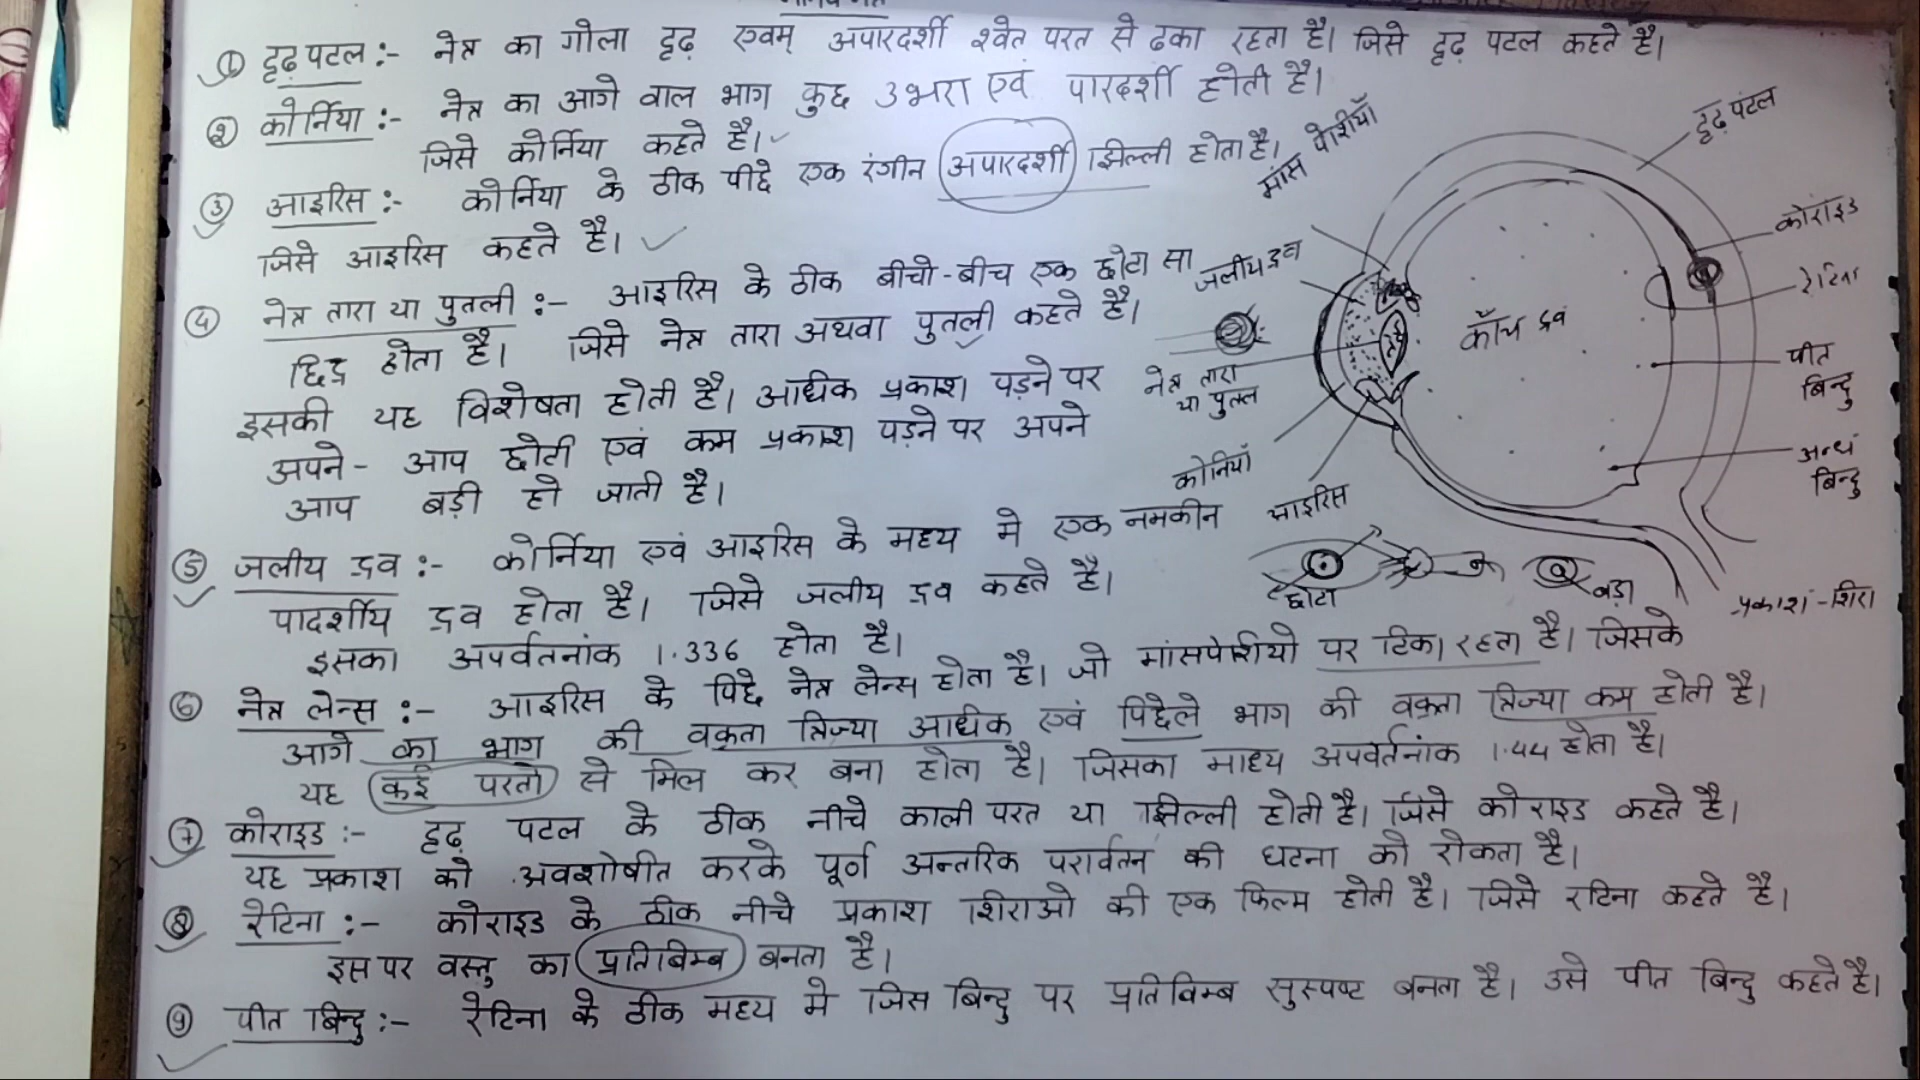 ① दृढ़ पटल :- नेत्र का गोला दृढ़ एवम् अपारदर्शी श्वेत परत से ढका रहता है। जिसे दृढ़ पटल कहते है।
② कोर्निया :- नेत्र का आगे वाल भाग कुछ उभरा एवं पारदर्शी होती है।
जिसे कोर्निया कहते है।
③ आइरिस :- कोर्निया के ठीक पीछे एक रंगीन अपारदर्शी झिल्ली होता है।
जिसे आइरिस कहते है।
④ नेत्र तारा या पुतली :- आइरिस के ठीक बीचो-बीच एक छोटा सा
छिद्र होता है। जिसे नेत्र तारा अथवा पुतली कहते है।
इसकी यह विशेषता होती है। अधिक प्रकाश पड़ने पर
अपने - आप छोटी एवं कम प्रकाश पड़ने पर अपने
आप बड़ी हो जाती है।
⑤ जलीय द्रव :- कोर्निया एवं आइरिस के मध्य मे एक नमकीन
पादर्शीय द्रव होता है। जिसे जलीय द्रव कहते है।
इसका अपर्वतनांक 1.336 होता है।
⑥ नेत्र लेन्स :- आइरिस के पिछे नेत्र लेन्स होता है। जो मांसपेशियो पर टिका रहता है। जिसके
आगे का भाग की वक्रता त्रिज्या अधिक एवं पिछेले भाग की वक्रता त्रिज्या कम होती है।
यह कई परतो से मिल कर बना होता है। जिसका माध्य अपवर्तनांक 1.44 होता है।
⑦ कोराइड :- दृढ़ पटल के ठीक नीचे काली परत या झिल्ली होती है। जिसे कोराइड कहते है।
यह प्रकाश को अवशोषीत करके पूर्ण अन्तरिक परार्वतन की घटना को रोकता है।
⑧ रेटिना :- कोराइड के ठीक नीचे प्रकाश शिराओ की एक फिल्म होती है। जिसे रटिना कहते है।
इस पर वस्तु का प्रतिबिम्ब बनता है।
⑨ पीत बिन्दु :- रेटिना के ठीक मध्य मे जिस बिन्दु पर प्रतिबिम्ब सुस्पष्ट बनता है। उसे पीत बिन्दु कहते है।
मांस पेशीयाँ
दृढ़ पटल
कोराइड
जलीय द्रव
रेटिना
काँच द्रवं
नेत्र तारा
या पुतल
पीत
बिन्दु
कोनियाँ
आइरिस
अन्धं
बिन्दु
छोटा
बड़ा
प्रकाशं-शिरा